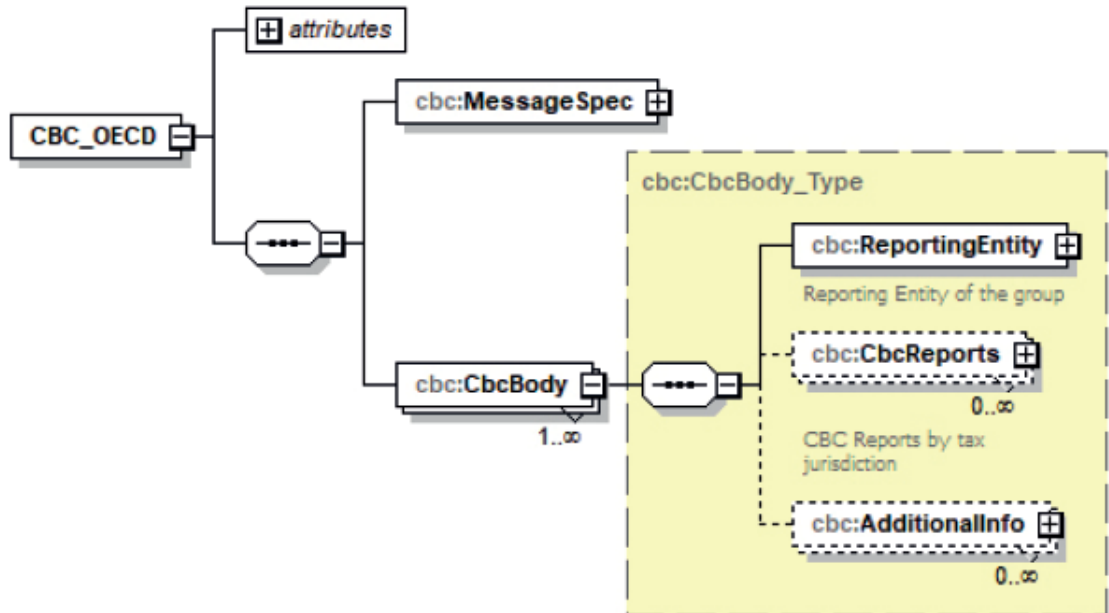 attributes
cbc:MessageSpec
CBC_OECD
cbc:CbcBody_Type
cbc:ReportingEntity
Reporting Entity of the group
cbc:CbcReports
0..∞
cbc:CbcBody
1..∞
CBC Reports by tax
jurisdiction
cbc:AdditionalInfo
0..∞